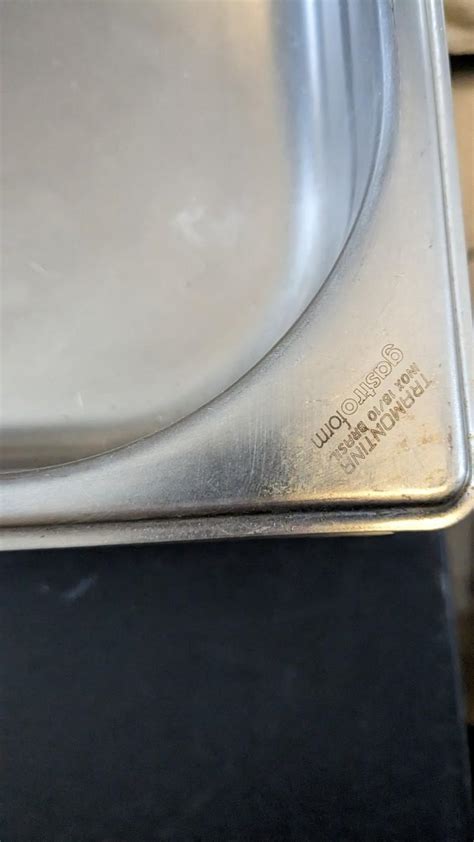 TRAMONTINA
INOX 18/10 BRASIL
gastroform